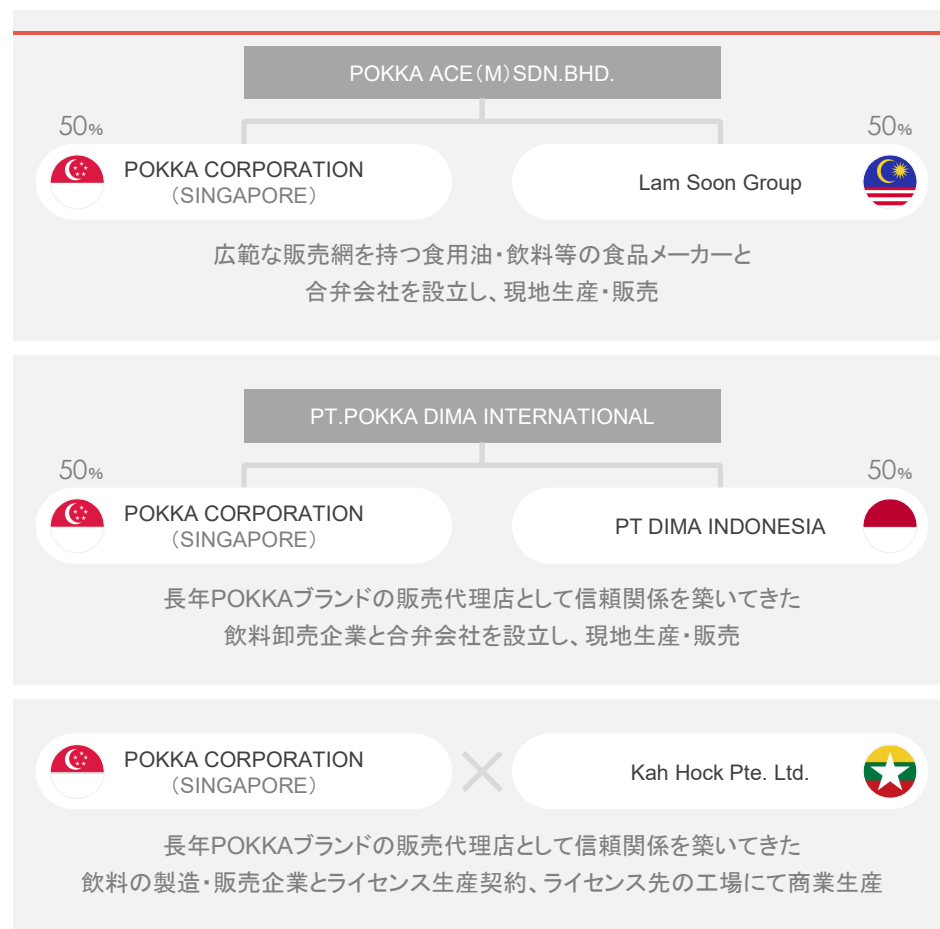 POKKA ACE(M)SDN.BHD.
50%
50%
POKKA CORPORATION
(SINGAPORE)
Lam Soon Group
広範な販売網を持つ食用油・飲料等の食品メーカーと
合弁会社を設立し、現地生産・販売
PT.POKKA DIMA INTERNATIONAL
50%
50%
POKKA CORPORATION
(SINGAPORE)
PT DIMA INDONESIA
長年POKKAブランドの販売代理店として信頼関係を築いてきた
飲料卸売企業と合弁会社を設立し、現地生産・販売
POKKA CORPORATION
(SINGAPORE)
Kah Hock Pte. Ltd.
長年POKKAブランドの販売代理店として信頼関係を築いてきた
飲料の製造・販売企業とライセンス生産契約、ライセンス先の工場にて商業生産